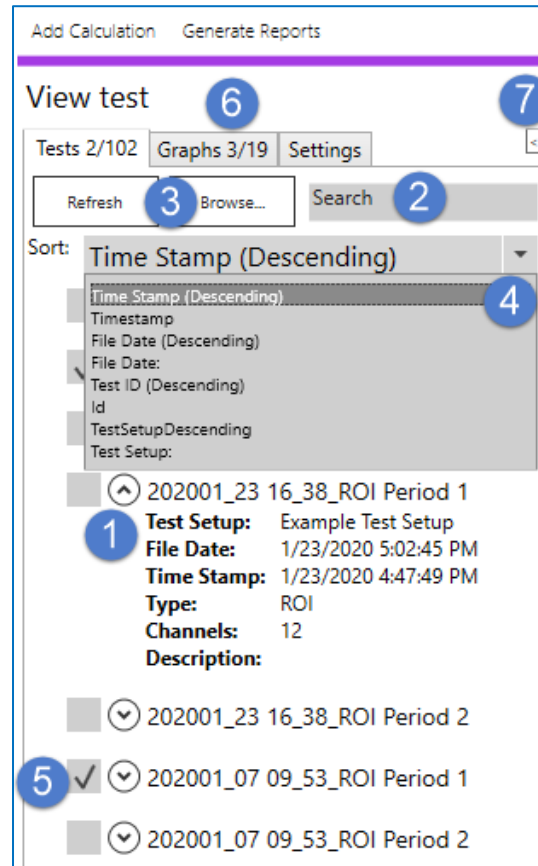 Add Calculation Generate Reports
View test
6
7
Tests 2/102 Graphs 3/19 Settings
<
Refresh 3 Browse... Search 2
Sort: Time Stamp (Descending)
Time Stamp (Descending) 4
Timestamp
File Date (Descending)
File Date:
Test ID (Descending)
Id
TestSetupDescending
Test Setup:
202001_23 16_38_ROI Period 1
1 Test Setup: Example Test Setup
File Date: 1/23/2020 5:02:45 PM
Time Stamp: 1/23/2020 4:47:49 PM
Type: ROI
Channels: 12
Description:
202001_23 16_38_ROI Period 2
5 202001_07 09_53_ROI Period 1
202001_07 09_53_ROI Period 2